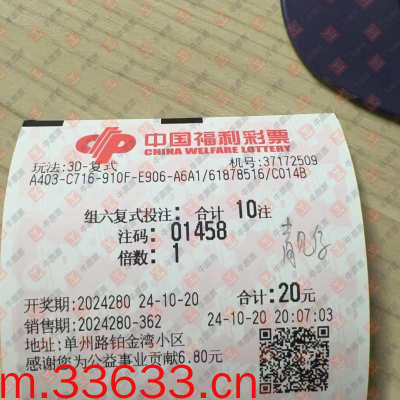 中国福利彩票
CHINA WELFARE LOTTERY
玩法:3D-复式 机号:37172509
A403-C716-910F-E906-A6A1/61878516/C014B
组六复式投注: 合计 10注
注码: 01458
倍数: 1
开奖期:2024280 24-10-20 合计:20元
销售期:2024280-362 24-10-20 20:07:03
地址:单州路铂金湾小区
感谢您为公益事业贡献6.80元
m.33633.cn